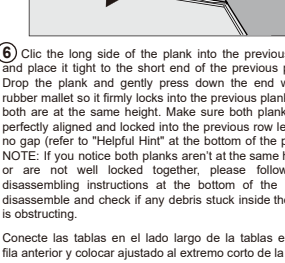 6 Clic the long side of the plank into the previous
and place it tight to the short end of the previous
Drop the plank and gently press down the end
rubber mallet so it firmly locks into the previous
both are at the same height. Make sure both
perfectly aligned and locked into the previous row
no gap (refer to "Helpful Hint" at the bottom of the
NOTE: If you notice both planks aren't at the same
or are not well locked together, please
disassembling instructions at the bottom of the
disassemble and check if any debris stuck inside
is obstructing.
Conecte las tablas en el lado largo de la tablas
fila anterior y colocar ajustado al extremo corto de la